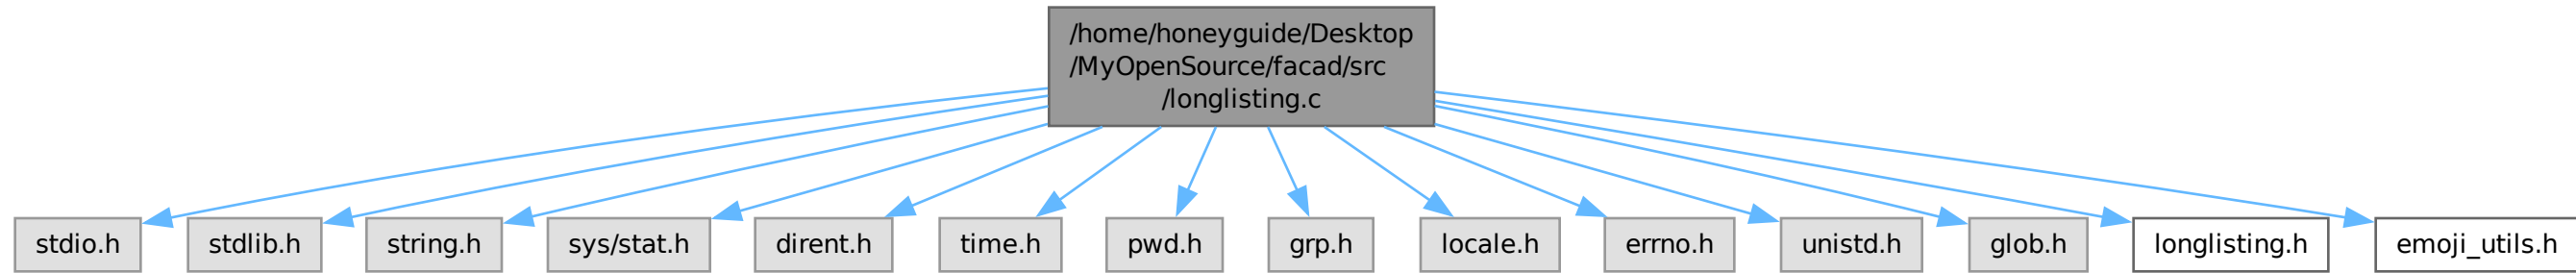 /home/honeyguide/Desktop
/MyOpenSource/facad/src
/longlisting.c
stdio.h
stdlib.h
string.h
sys/stat.h
dirent.h
time.h
pwd.h
grp.h
locale.h
errno.h
unistd.h
glob.h
longlisting.h
emoji_utils.h